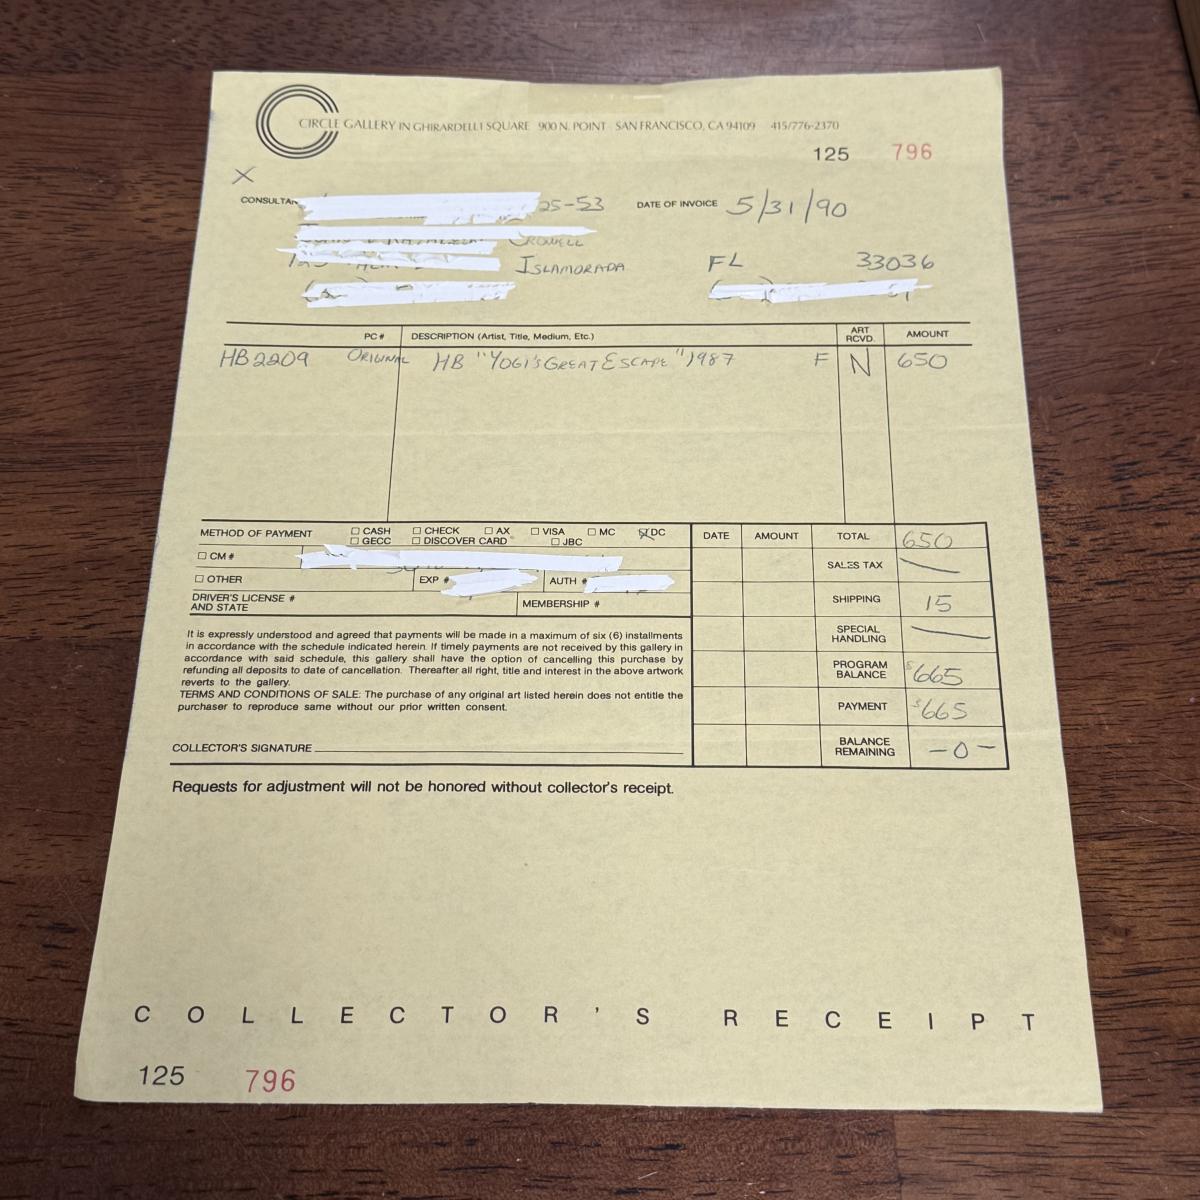 CIRCLE GALLERY IN GHIRARDELLI SQUARE 900 N. POINT SAN FRANCISCO, CA 94109 415/776-2370
125 796
X
CONSULTAN 25-53 DATE OF INVOICE 5/31/90
CROWELL
ISLAMORADA FL 33036
PC# DESCRIPTION (Artist, Title, Medium, Etc.) ART RCVD. AMOUNT
HB2209 ORIGINAL HB "YOGI'S GREAT ESCAPE" 1987 F N 650
METHOD OF PAYMENT ☐ CASH ☐ CHECK ☐ AX ☐ VISA ☐ MC ☒ DC DATE AMOUNT TOTAL 650
☐ GECC ☐ DISCOVER CARD ☐ JBC
☐ CM # SALES TAX —
☐ OTHER EXP # AUTH #
DRIVER'S LICENSE # AND STATE MEMBERSHIP # SHIPPING 15
It is expressly understood and agreed that payments will be made in a maximum of six (6) installments
in accordance with the schedule indicated herein. If timely payments are not received by this gallery in
accordance with said schedule, this gallery shall have the option of cancelling this purchase by
refunding all deposits to date of cancellation. Thereafter all right, title and interest in the above artwork
reverts to the gallery.
TERMS AND CONDITIONS OF SALE: The purchase of any original art listed herein does not entitle the
purchaser to reproduce same without our prior written consent.
SPECIAL HANDLING —
PROGRAM BALANCE $665
PAYMENT $665
COLLECTOR'S SIGNATURE BALANCE REMAINING -0-
Requests for adjustment will not be honored without collector's receipt.
COLLECTOR'S RECEIPT
125 796